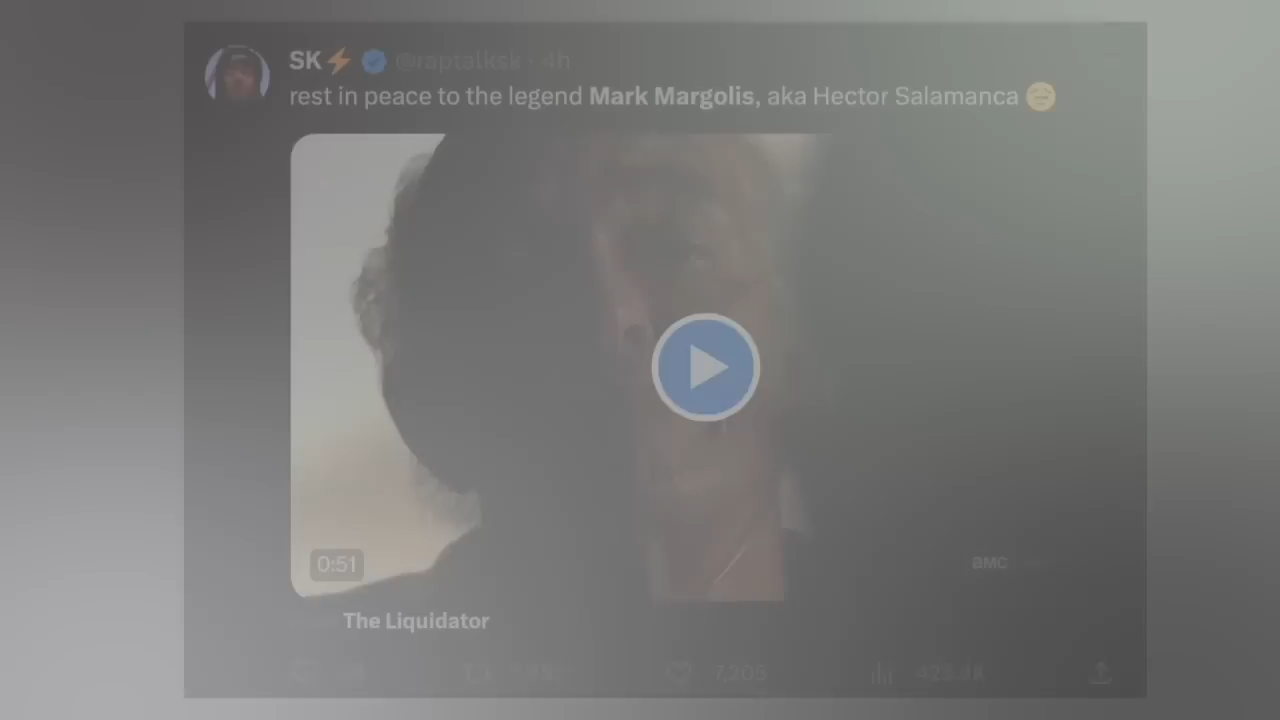 SK⚡ @raptalksk · 4h
rest in peace to the legend Mark Margolis, aka Hector Salamanca 😔
0:51
amc
The Liquidator
7,205